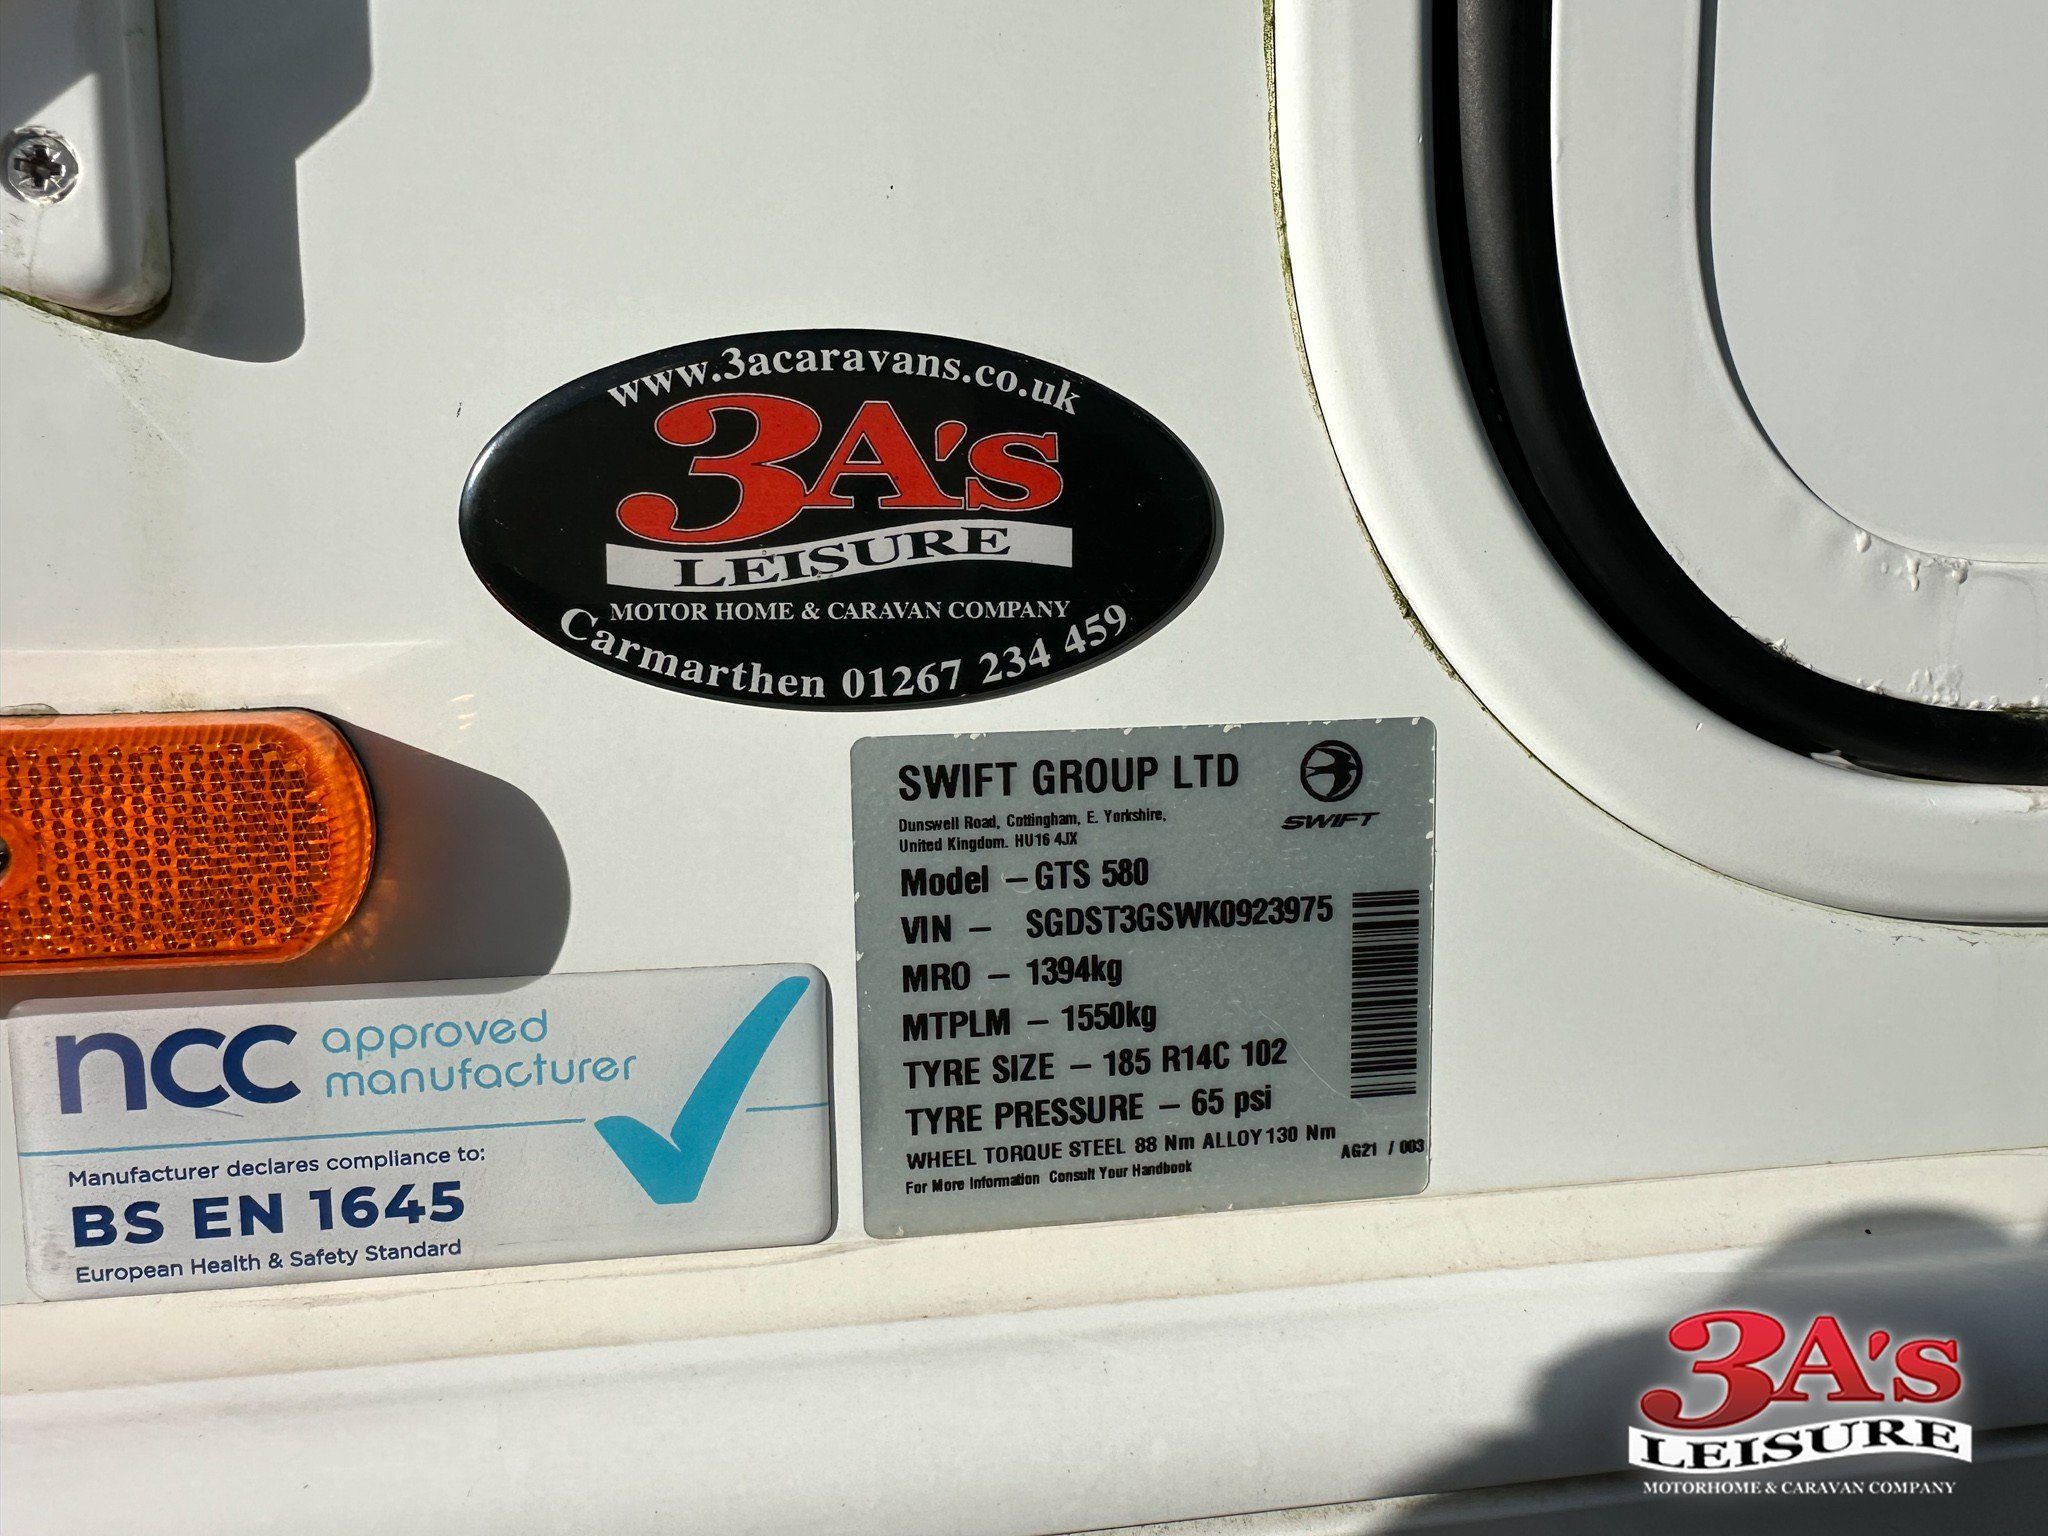 www.3acaravans.co.uk
3A's
LEISURE
MOTOR HOME & CARAVAN COMPANY
Carmarthen 01267 234 459
SWIFT GROUP LTD
SWIFT
Dunswell Road, Cottingham, E. Yorkshire,
United Kingdom. HU16 4JX
Model – GTS 580
VIN – SGDST3GSWK0923975
MRO – 1394kg
MTPLM – 1550kg
TYRE SIZE – 185 R14C 102
TYRE PRESSURE – 65 psi
WHEEL TORQUE STEEL 88 Nm ALLOY 130 Nm
AG21 / 003
For More Information Consult Your Handbook
ncc approved
manufacturer
Manufacturer declares compliance to:
BS EN 1645
European Health & Safety Standard
3A's
LEISURE
MOTORHOME & CARAVAN COMPANY